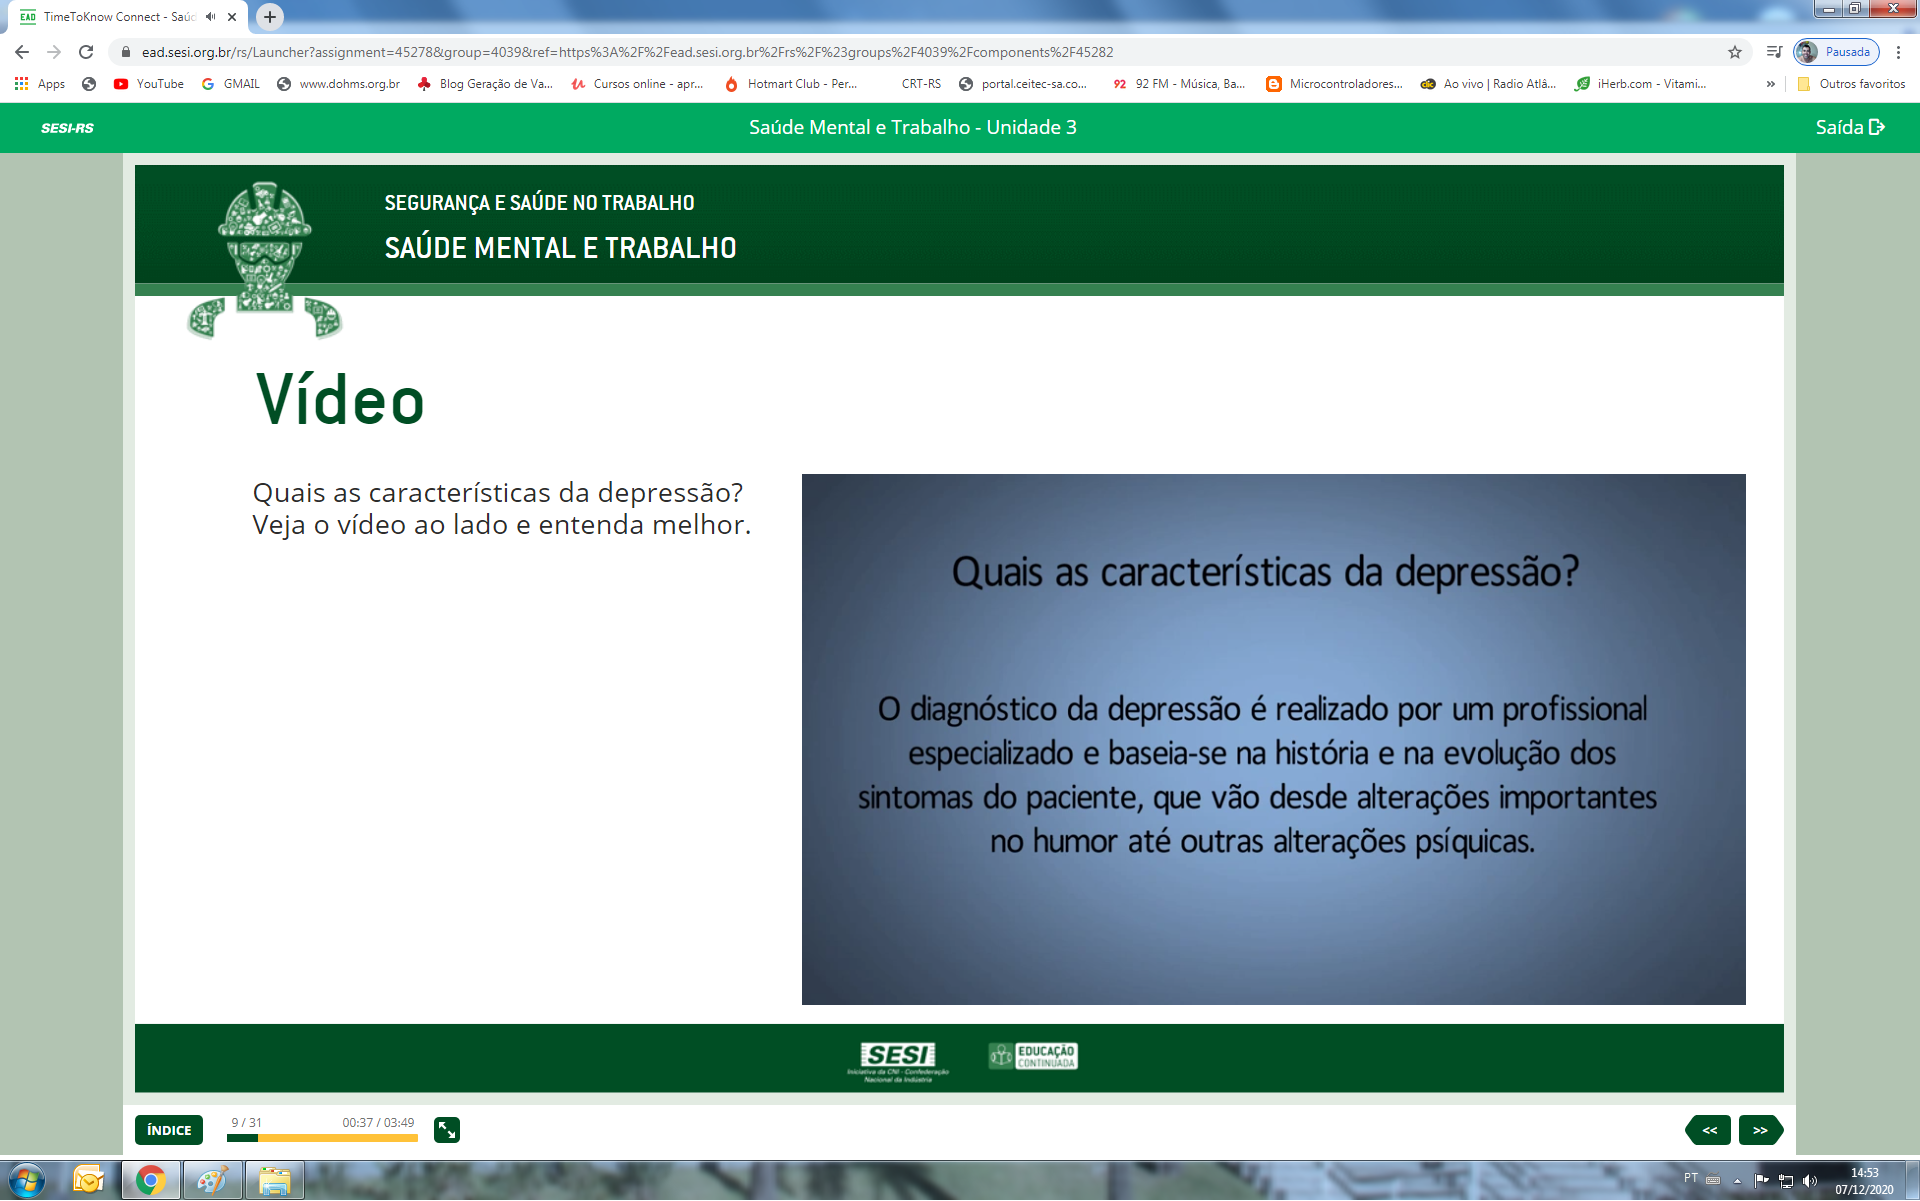 EAD TimeToKnow Connect - Saúd
ead.sesi.org.br/rs/Launcher?assignment=45278&group=4039&ref=https%3A%2F%2Fead.sesi.org.br%2Frs%2F%23groups%2F4039%2Fcomponents%2F45282
Pausada
Apps YouTube GMAIL www.dohms.org.br Blog Geração de Va... Cursos online - apr... Hotmart Club - Per... CRT-RS portal.ceitec-sa.co... 92 92 FM - Música, Ba... Microcontroladores... Ao vivo | Radio Atlâ... iHerb.com - Vitami... » Outros favoritos
SESI-RS
Saúde Mental e Trabalho - Unidade 3
Saída
SEGURANÇA E SAÚDE NO TRABALHO
SAÚDE MENTAL E TRABALHO
Vídeo
Quais as características da depressão?
Veja o vídeo ao lado e entenda melhor.
Quais as características da depressão?
O diagnóstico da depressão é realizado por um profissional
especializado e baseia-se na história e na evolução dos
sintomas do paciente, que vão desde alterações importantes
no humor até outras alterações psíquicas.
SESI
Iniciativa da CNI - Confederação
Nacional da Indústria
EDUCAÇÃO
CONTINUADA
ÍNDICE
9 / 31
00:37 / 03:49
<<
>>
PT
14:53
07/12/2020